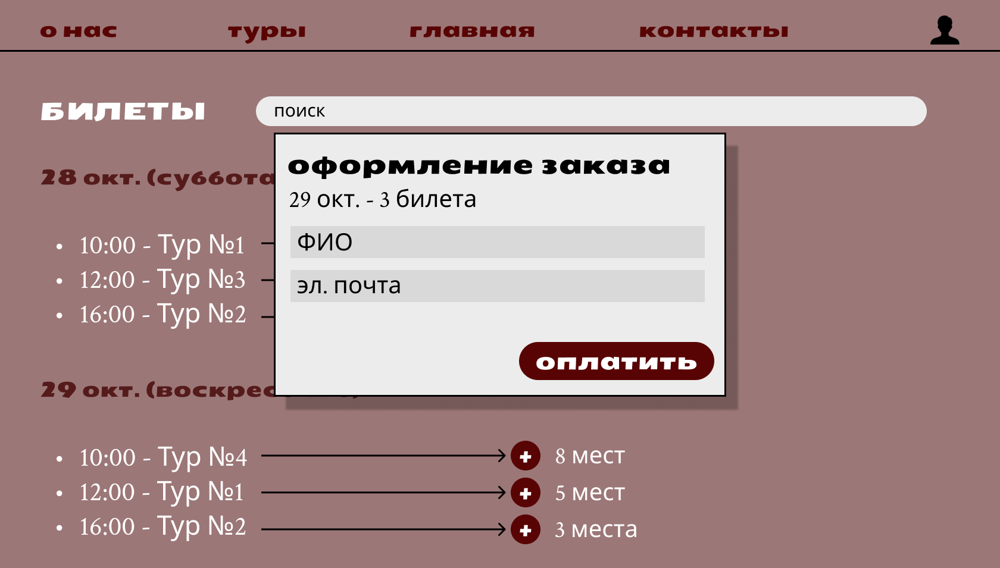 о нас туры главная контакты
БИЛЕТЫ
поиск
оформление заказа
29 окт. - 3 билета
ФИО
эл. почта
оплатить
28 окт. (суббота
• 10:00 - Тур №1
• 12:00 - Тур №3
• 16:00 - Тур №2
29 окт. (воскрес
• 10:00 - Тур №4 + 8 мест
• 12:00 - Тур №1 + 5 мест
• 16:00 - Тур №2 + 3 места